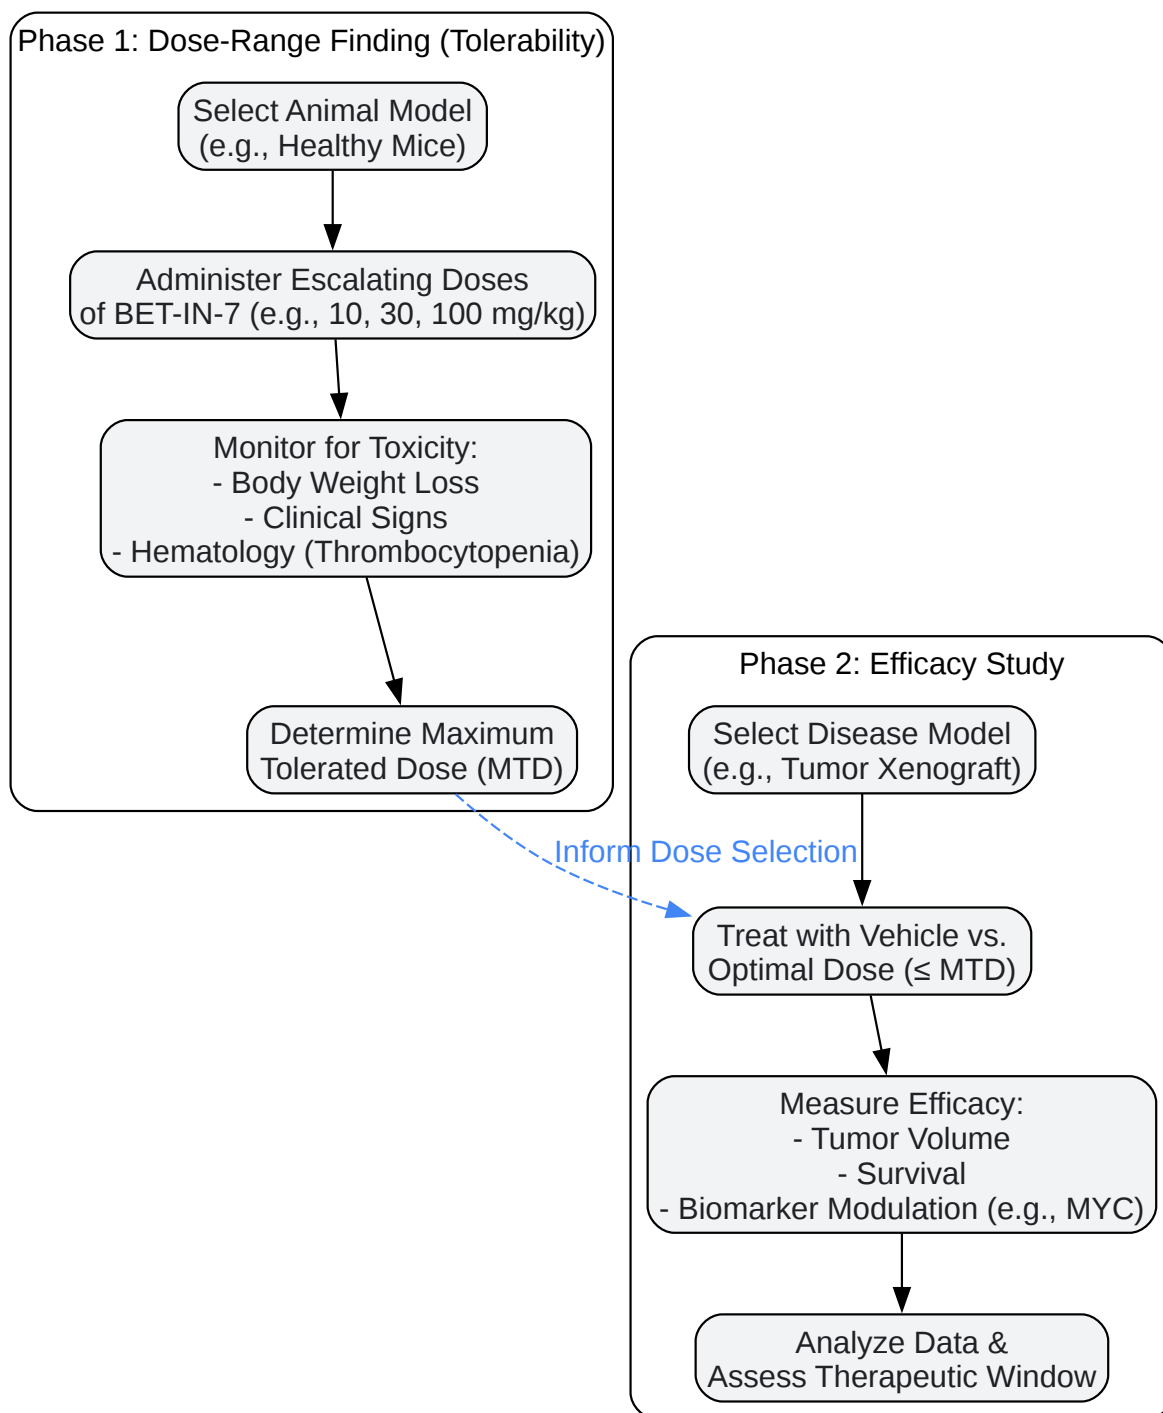 Phase 1: Dose-Range Finding (Tolerability)
Select Animal Model
(e.g., Healthy Mice)
Administer Escalating Doses
of BET-IN-7 (e.g., 10, 30, 100 mg/kg)
Monitor for Toxicity:
- Body Weight Loss
- Clinical Signs
- Hematology (Thrombocytopenia)
Determine Maximum
Tolerated Dose (MTD)
Inform Dose Selection
Phase 2: Efficacy Study
Select Disease Model
(e.g., Tumor Xenograft)
Treat with Vehicle vs.
Optimal Dose (≤ MTD)
Measure Efficacy:
- Tumor Volume
- Survival
- Biomarker Modulation (e.g., MYC)
Analyze Data &
Assess Therapeutic Window